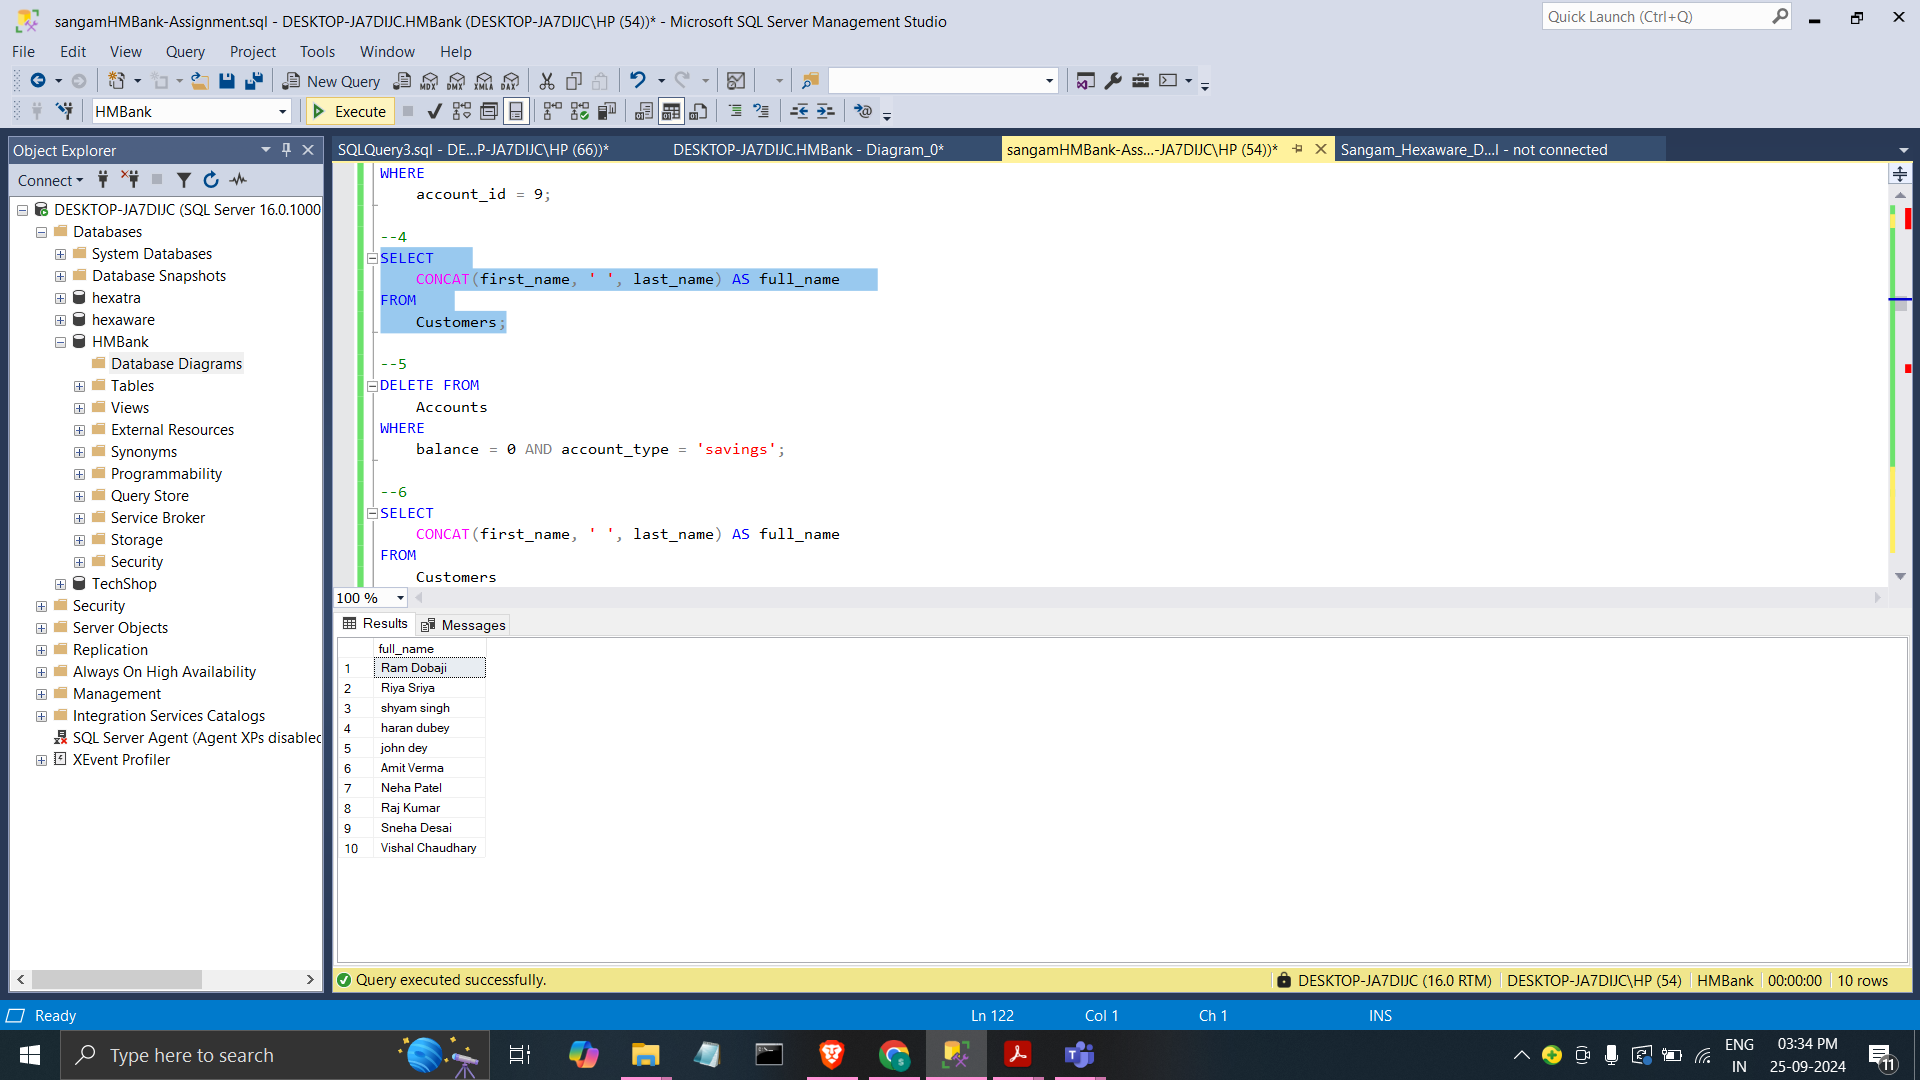 sangamHMBank-Assignment.sql - DESKTOP-JA7DIJC.HMBank (DESKTOP-JA7DIJC\HP (54))* - Microsoft SQL Server Management Studio
Quick Launch (Ctrl+Q)
File Edit View Query Project Tools Window Help
New Query MDX DMX XMLA DAX
HMBank
Execute
Object Explorer
Connect
DESKTOP-JA7DIJC (SQL Server 16.0.1000
Databases
System Databases
Database Snapshots
hexatra
hexaware
HMBank
Database Diagrams
Tables
Views
External Resources
Synonyms
Programmability
Query Store
Service Broker
Storage
Security
TechShop
Security
Server Objects
Replication
Always On High Availability
Management
Integration Services Catalogs
SQL Server Agent (Agent XPs disabled
XEvent Profiler
SQLQuery3.sql - DE...P-JA7DIJC\HP (66))*
DESKTOP-JA7DIJC.HMBank - Diagram_0*
sangamHMBank-Ass...-JA7DIJC\HP (54))*
Sangam_Hexaware_D...l - not connected
WHERE
account_id = 9;
--4
SELECT
CONCAT(first_name, ' ', last_name) AS full_name
FROM
Customers;
--5
DELETE FROM
Accounts
WHERE
balance = 0 AND account_type = 'savings';
--6
SELECT
CONCAT(first_name, ' ', last_name) AS full_name
FROM
Customers
100 %
Results Messages
full_name
1 Ram Dobaji
2 Riya Sriya
3 shyam singh
4 haran dubey
5 john dey
6 Amit Verma
7 Neha Patel
8 Raj Kumar
9 Sneha Desai
10 Vishal Chaudhary
Query executed successfully.
DESKTOP-JA7DIJC (16.0 RTM) DESKTOP-JA7DIJC\HP (54) HMBank 00:00:00 10 rows
Ready Ln 122 Col 1 Ch 1 INS
Type here to search
ENG
IN
03:34 PM
25-09-2024
11